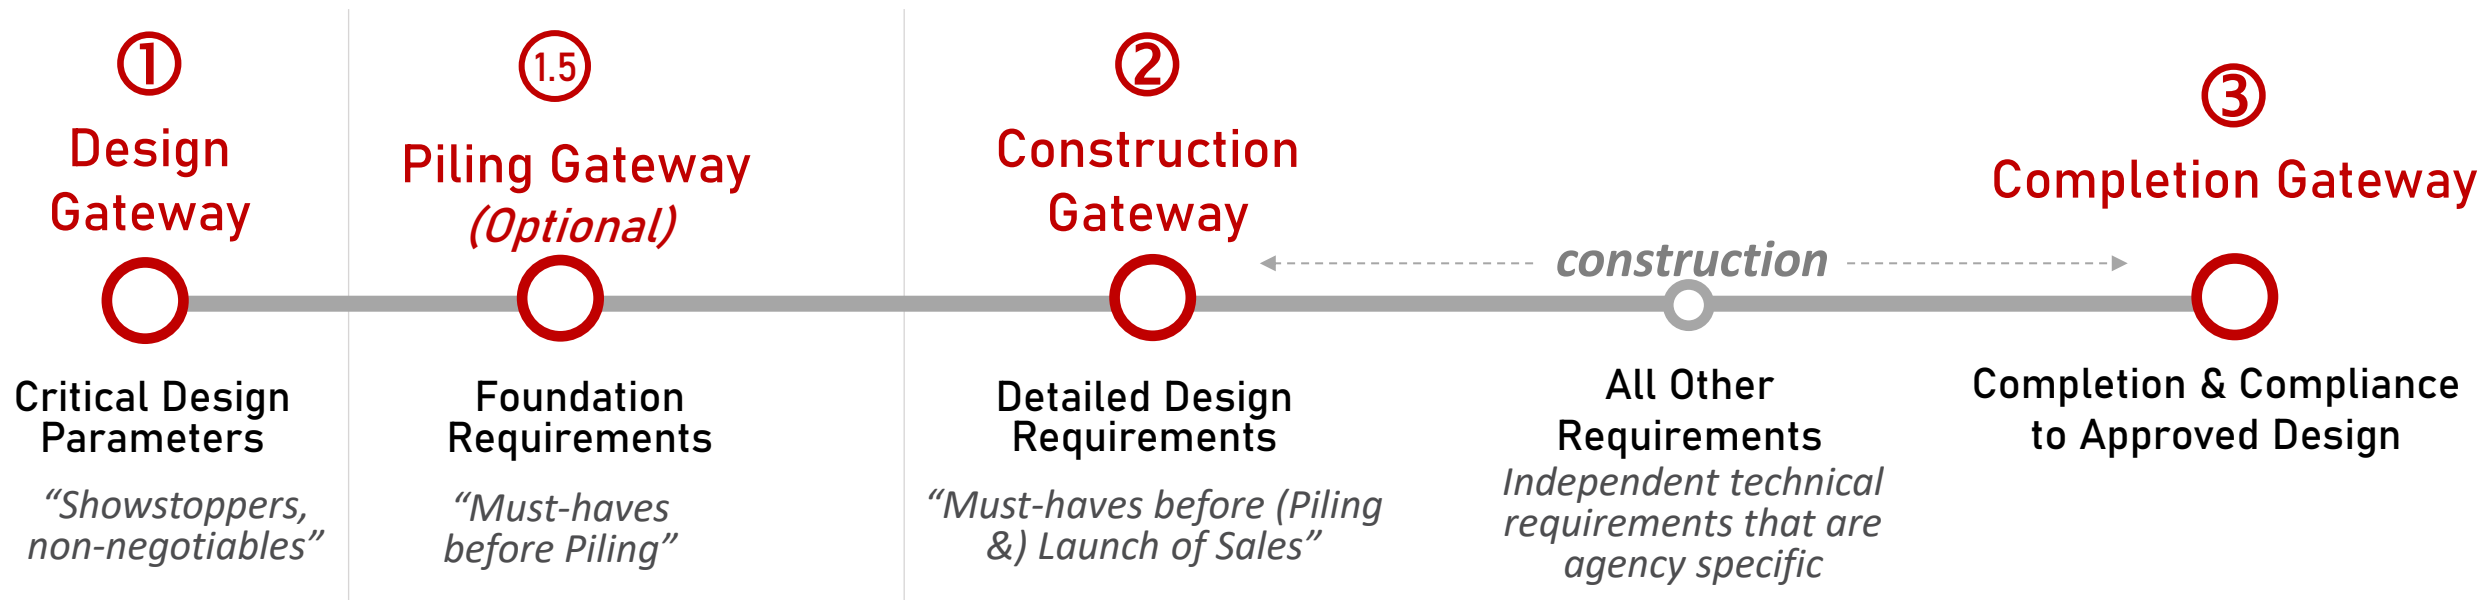 1
Design
Gateway
Critical Design
Parameters
“Showstoppers,
non-negotiables”
1.5
Piling Gateway
(Optional)
Foundation
Requirements
“Must-haves
before Piling”
2
Construction
Gateway
Detailed Design
Requirements
“Must-haves before (Piling
&) Launch of Sales”
construction
All Other
Requirements
Independent technical
requirements that are
agency specific
3
Completion Gateway
Completion & Compliance
to Approved Design